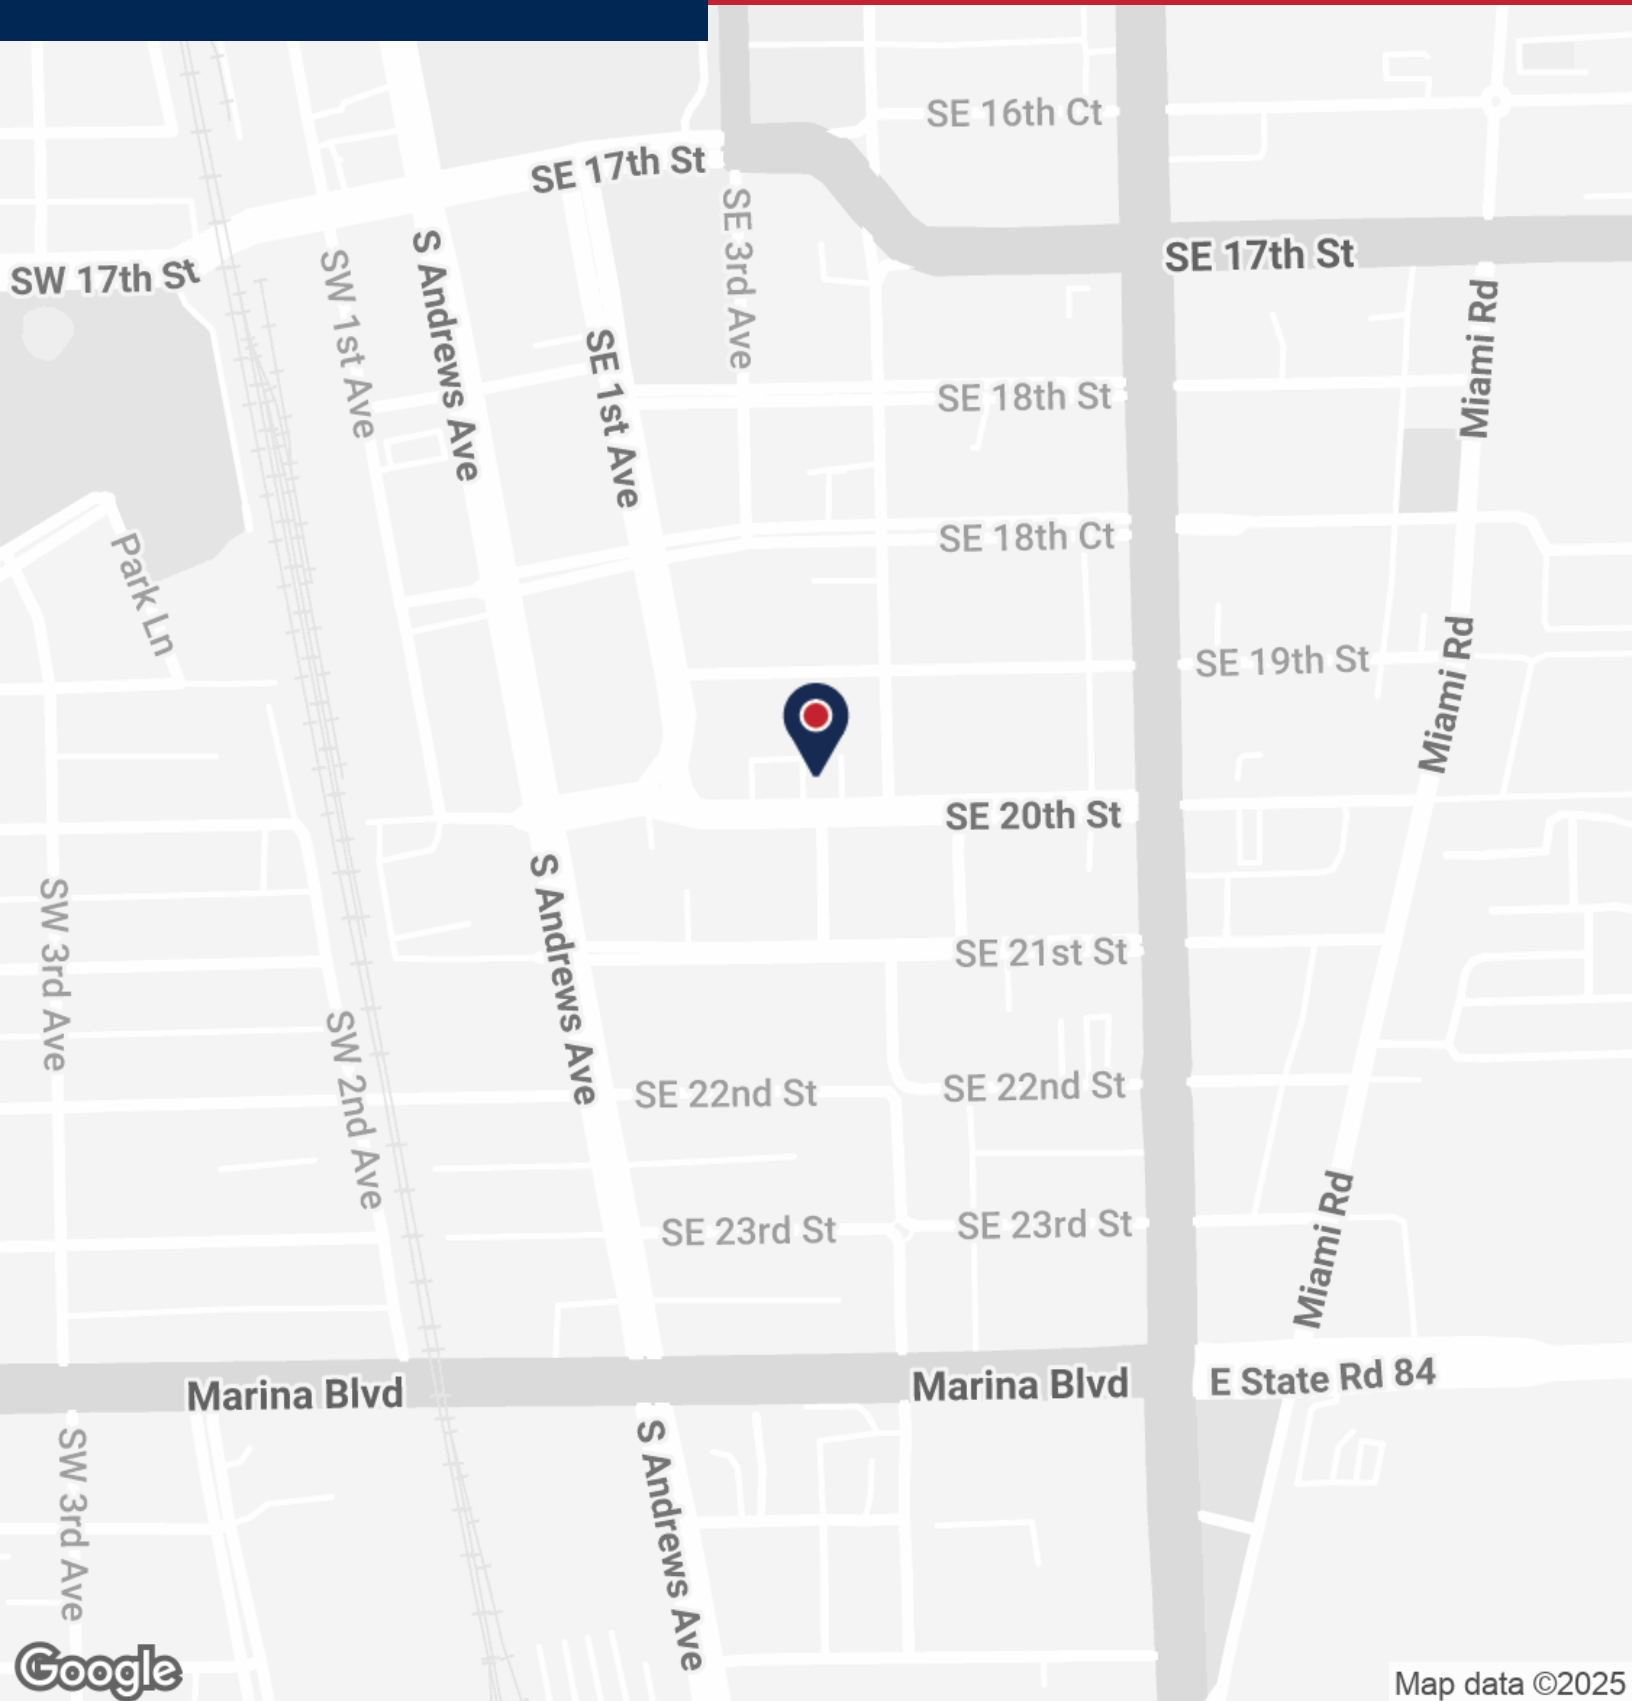 SE 16th Ct
SE 17th St
SE 17th St
SW 17th St
SE 3rd Ave
SW 1st Ave
S Andrews Ave
SE 1st Ave
Miami Rd
SE 18th St
SE 18th Ct
Park Ln
SE 19th St
Miami Rd
SE 20th St
S Andrews Ave
SW 3rd Ave
SE 21st St
SW 2nd Ave
SE 22nd St
SE 22nd St
SE 23rd St
SE 23rd St
Miami Rd
Marina Blvd
Marina Blvd
E State Rd 84
SW 3rd Ave
S Andrews Ave
Google
Map data ©2025